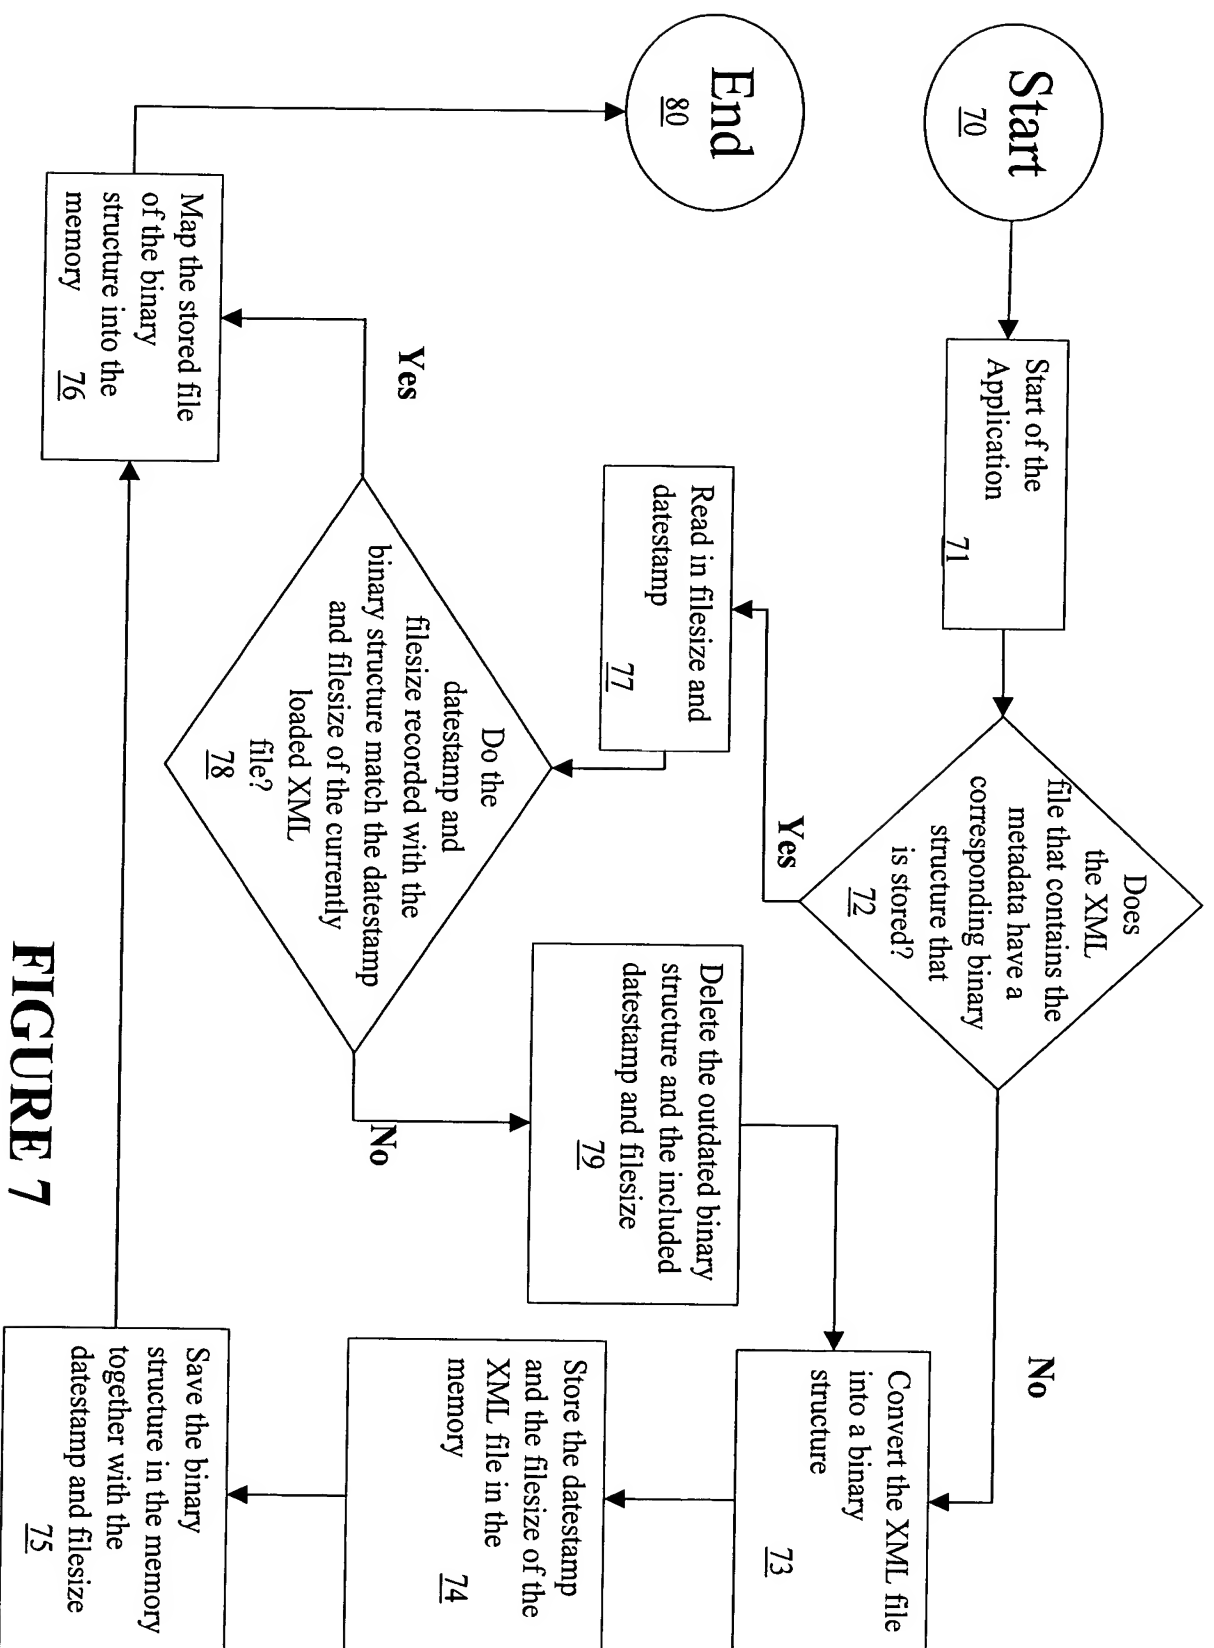 Start
70
Start of the
Application
71
Does
the XML
file that contains the
metadata have a
corresponding binary
structure that
is stored?
72
No
Yes
Convert the XML file
into a binary
structure
73
End
80
Read in filesize and
datestamp
77
Delete the outdated binary
structure and the included
datestamp and filesize
79
Store the datestamp
and the filesize of the
XML file in the
memory
74
Do the
datestamp and
filesize recorded with the
binary structure match the datestamp
and filesize of the currently
loaded XML
file?
78
Yes
No
Map the stored file
of the binary
structure into the
memory
76
Save the binary
structure in the memory
together with the
datestamp and filesize
75
FIGURE 7